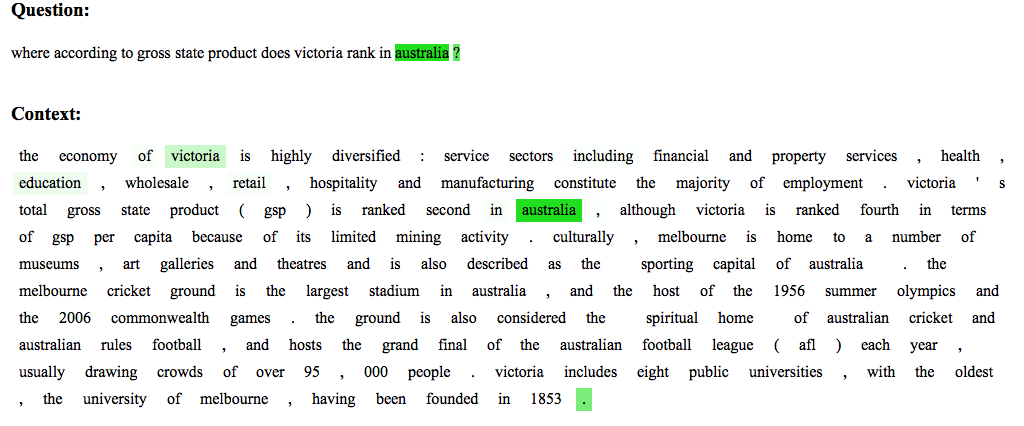 Question:
where according to gross state product does victoria rank in australia ?
Context:
the economy of victoria is highly diversified : service sectors including financial and property services , health ,
education , wholesale , retail , hospitality and manufacturing constitute the majority of employment . victoria ' s
total gross state product ( gsp ) is ranked second in australia , although victoria is ranked fourth in terms
of gsp per capita because of its limited mining activity . culturally , melbourne is home to a number of
museums , art galleries and theatres and is also described as the sporting capital of australia . the
melbourne cricket ground is the largest stadium in australia , and the host of the 1956 summer olympics and
the 2006 commonwealth games . the ground is also considered the spiritual home of australian cricket and
australian rules football , and hosts the grand final of the australian football league ( afl ) each year ,
usually drawing crowds of over 95 , 000 people . victoria includes eight public universities , with the oldest
, the university of melbourne , having been founded in 1853 .